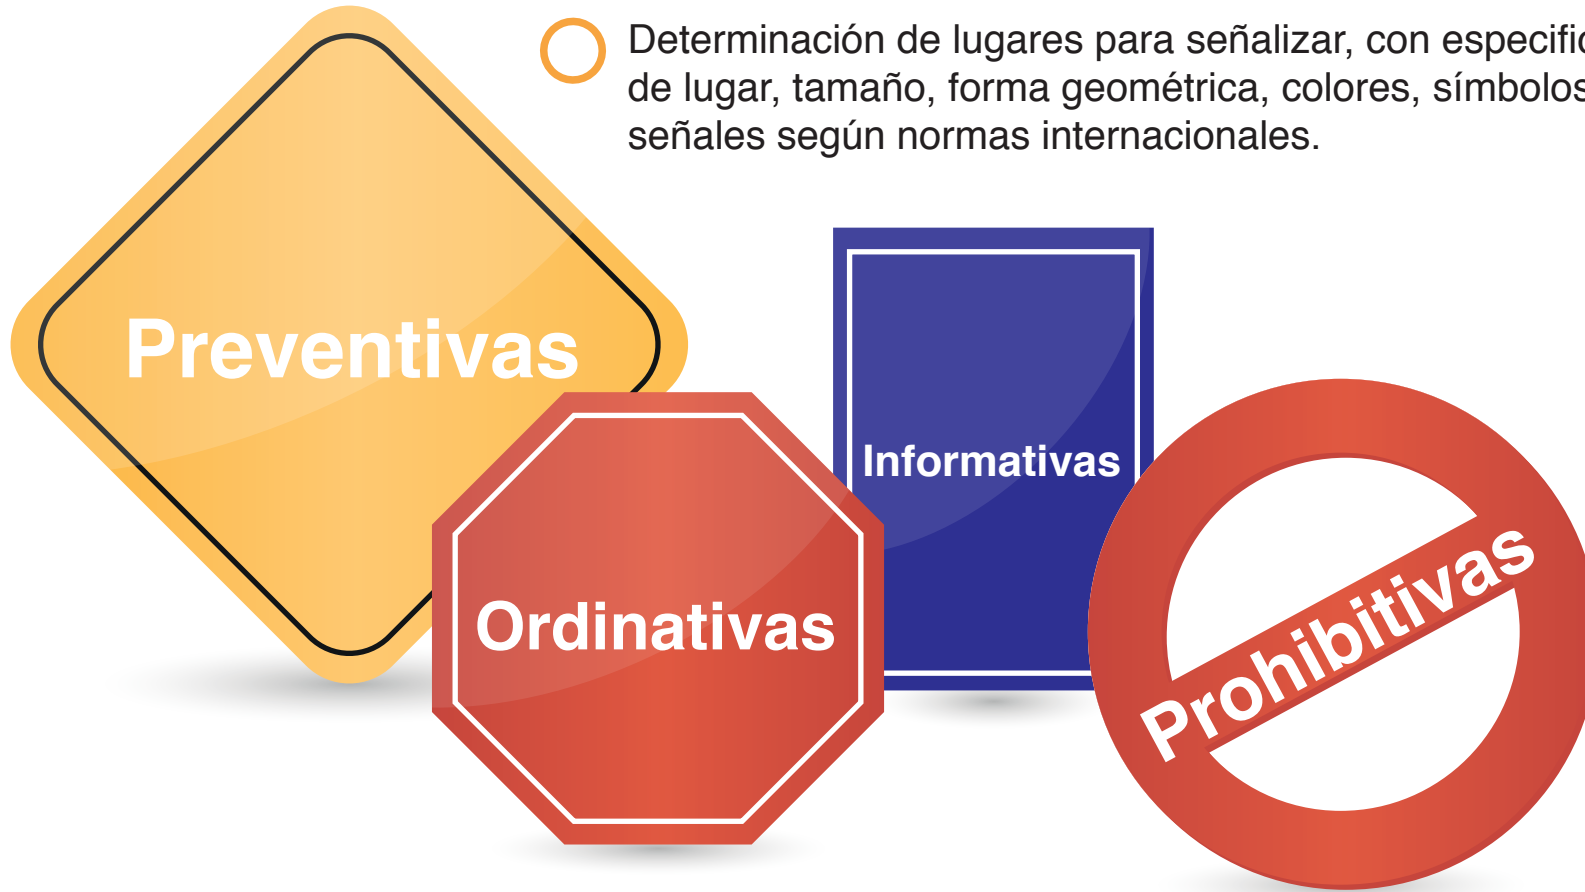 Determinación de lugares para señalizar, con
de lugar, tamaño, forma geométrica, colores, símbolos
señales según normas internacionales.
Preventivas
Informativas
Ordinativas
Prohibitivas